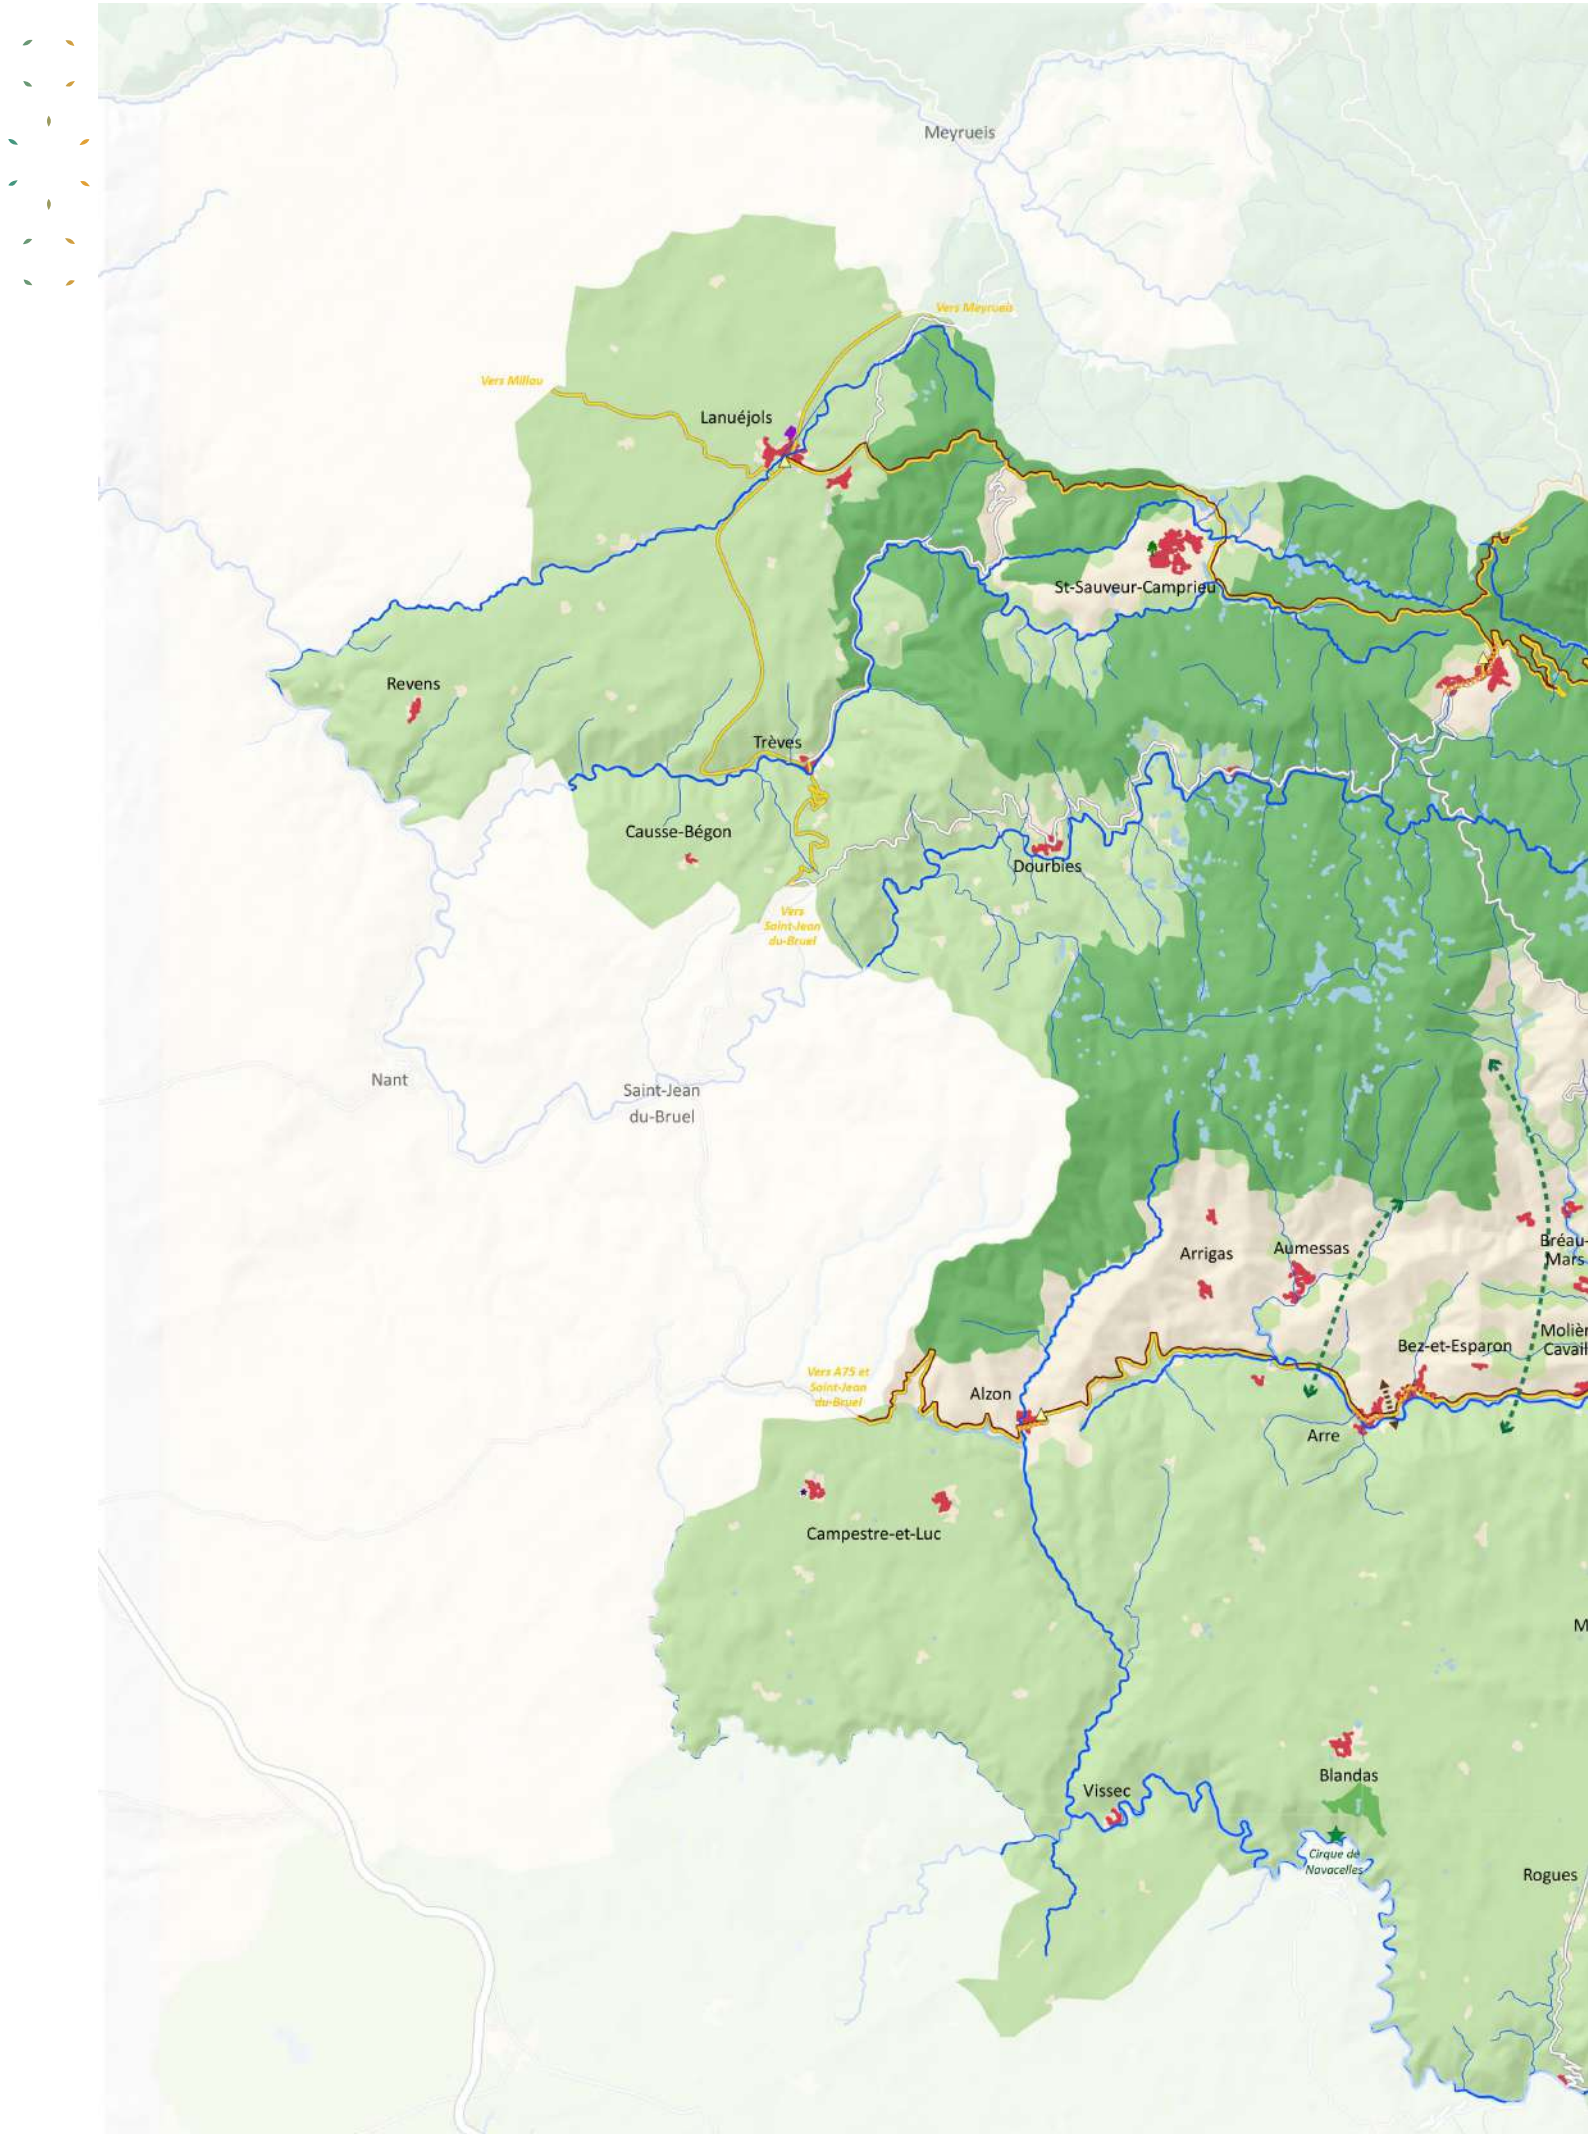 Meyrueis
Vers Meyrueis
Vers Millau
Lanuéjols
St-Sauveur-Camprieu
Revens
Trèves
Causse-Bégon
Dourbies
Vers
Saint-Jean
du-Bruel
Nant
Saint-Jean
du-Bruel
Arrigas
Aumessas
Bréau-
Mars
Molièr
Cavail
Bez-et-Esparon
Vers A75 et
Saint-Jean
du-Bruel
Alzon
Arre
Campestre-et-Luc
M
Blandas
Vissec
Cirque de
Navacelles
Rogues